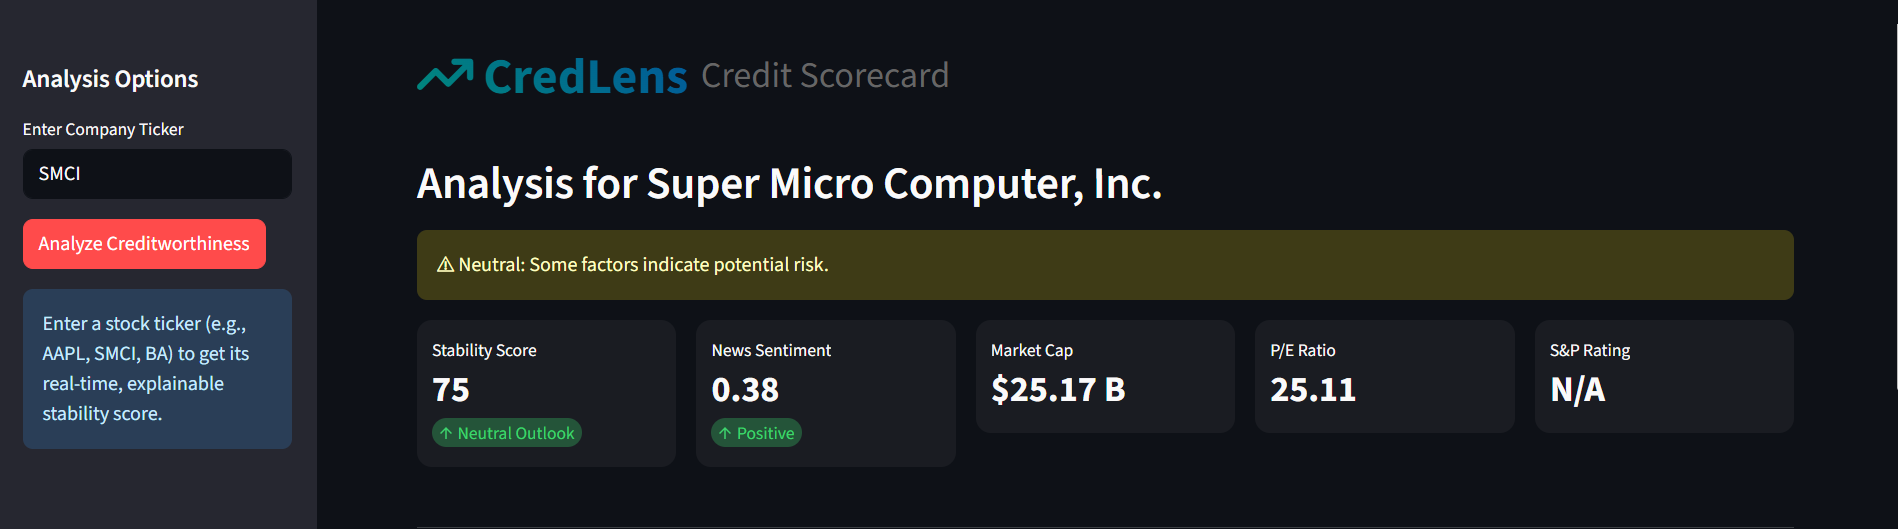 Analysis Options
Enter Company Ticker
SMCI
Analyze Creditworthiness
Enter a stock ticker (e.g.,
AAPL, SMCI, BA) to get its
real-time, explainable
stability score.
CredLens Credit Scorecard
Analysis for Super Micro Computer, Inc.
⚠ Neutral: Some factors indicate potential risk.
Stability Score
75
↑ Neutral Outlook
News Sentiment
0.38
↑ Positive
Market Cap
$25.17 B
P/E Ratio
25.11
S&P Rating
N/A